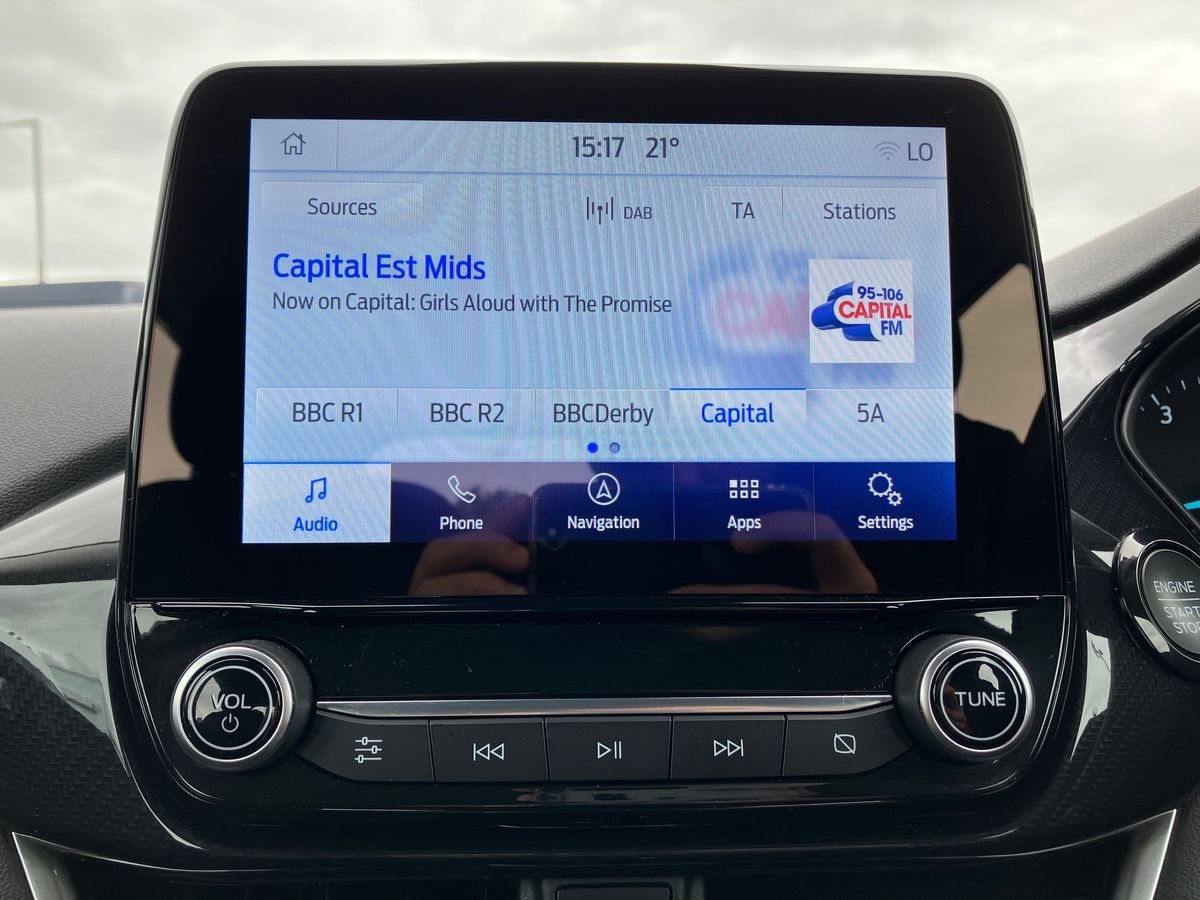 15:17 21° LO
Sources DAB TA Stations
Capital Est Mids
Now on Capital: Girls Aloud with The Promise
95-106
CAPITAL
FM
BBC R1 BBC R2 BBCDerby Capital 5A
Audio Phone Navigation Apps Settings
3
ENGINE
START
STOP
VOL
TUNE